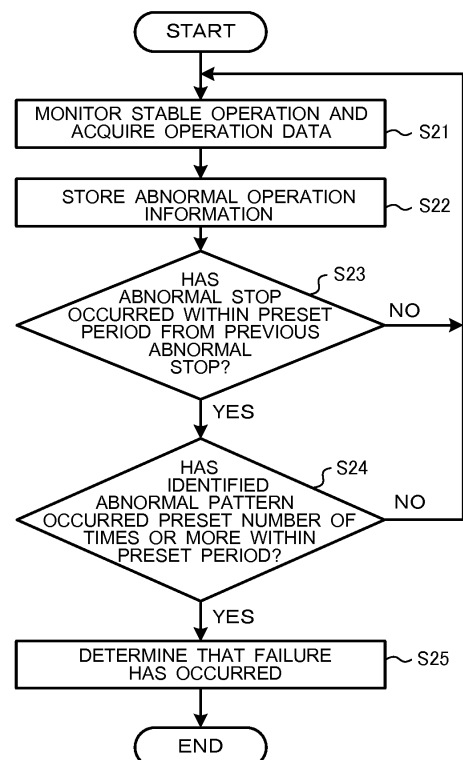 START
MONITOR STABLE OPERATION AND
ACQUIRE OPERATION DATA
S21
STORE ABNORMAL OPERATION
INFORMATION
S22
S23
HAS
ABNORMAL STOP
OCCURRED WITHIN PRESET
PERIOD FROM PREVIOUS
ABNORMAL
STOP?
NO
YES
S24
HAS
IDENTIFIED
ABNORMAL PATTERN
OCCURRED PRESET NUMBER OF
TIMES OR MORE WITHIN
PRESET PERIOD?
NO
YES
DETERMINE THAT FAILURE
HAS OCCURRED
S25
END